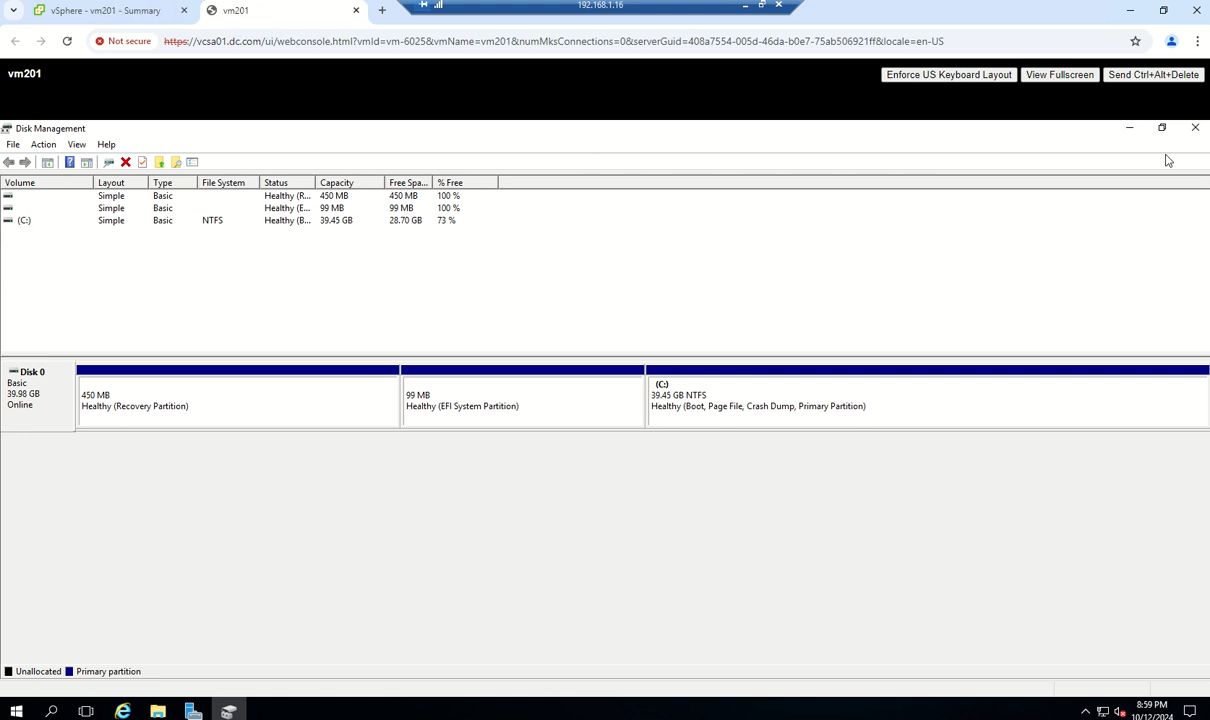 vSphere - vm201 - Summary
vm201
192.168.1.16
Not secure
https://vcsa01.dc.com/ui/webconsole.html?vmId=vm-6025&vmName=vm201&numMksConnections=0&serverGuid=408a7554-005d-46da-b0e7-75ab506921ff&locale=en-US
vm201
Enforce US Keyboard Layout View Fullscreen Send Ctrl+Alt+Delete
Disk Management
File Action View Help
Volume Layout Type File System Status Capacity Free Spa... % Free
Simple Basic Healthy (R... 450 MB 450 MB 100 %
Simple Basic Healthy (E... 99 MB 99 MB 100 %
(C:) Simple Basic NTFS Healthy (B... 39.45 GB 28.70 GB 73 %
Disk 0
Basic
39.98 GB
Online
450 MB
Healthy (Recovery Partition)
99 MB
Healthy (EFI System Partition)
(C:)
39.45 GB NTFS
Healthy (Boot, Page File, Crash Dump, Primary Partition)
Unallocated Primary partition
8:59 PM
10/12/2024